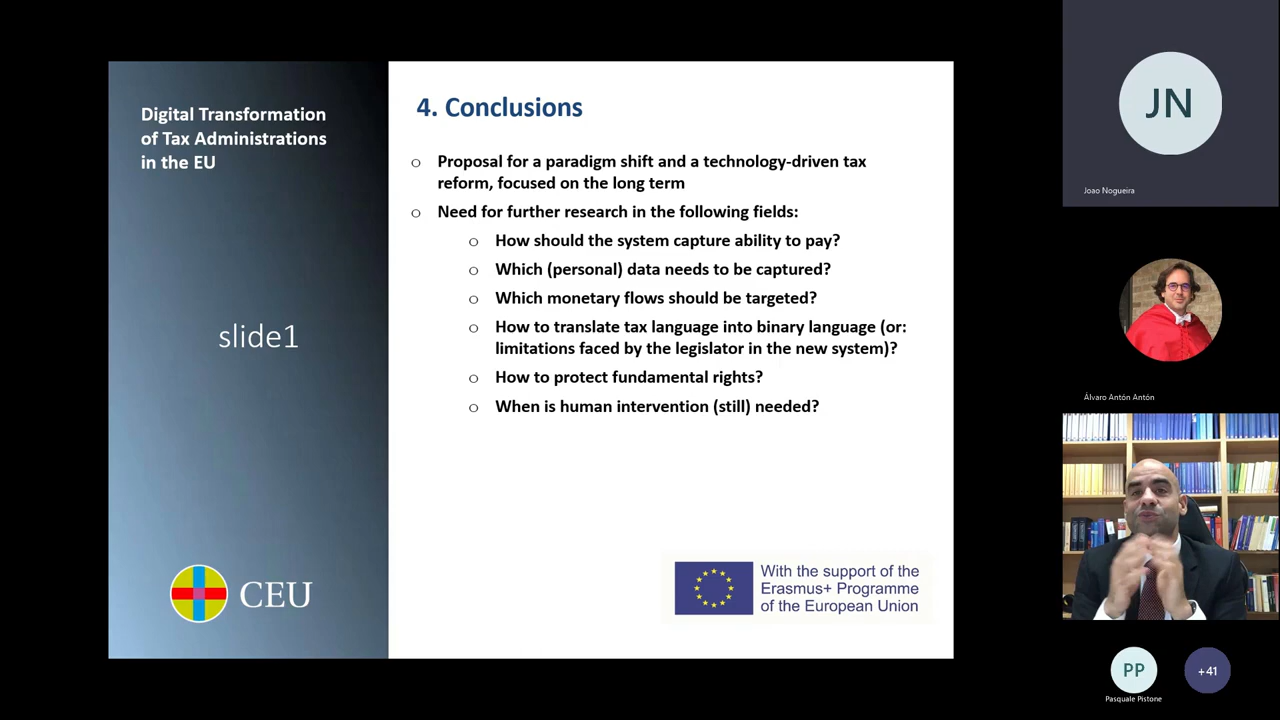 Digital Transformation
of Tax Administrations
in the EU
slide1
CEU
4. Conclusions
o Proposal for a paradigm shift and a technology-driven tax
reform, focused on the long term
o Need for further research in the following fields:
o How should the system capture ability to pay?
o Which (personal) data needs to be captured?
o Which monetary flows should be targeted?
o How to translate tax language into binary language (or:
limitations faced by the legislator in the new system)?
o How to protect fundamental rights?
o When is human intervention (still) needed?
With the support of the
Erasmus+ Programme
of the European Union
JN
Joao Nogueira
Álvaro Antón Antón
PP
Pasquale Pistone
+41